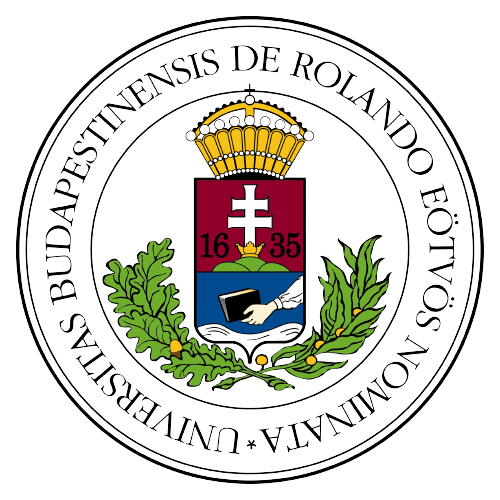 UNIVERSITAS BUDAPESTINENSIS DE ROLANDO EÖTVÖS NOMINATA *
16 35